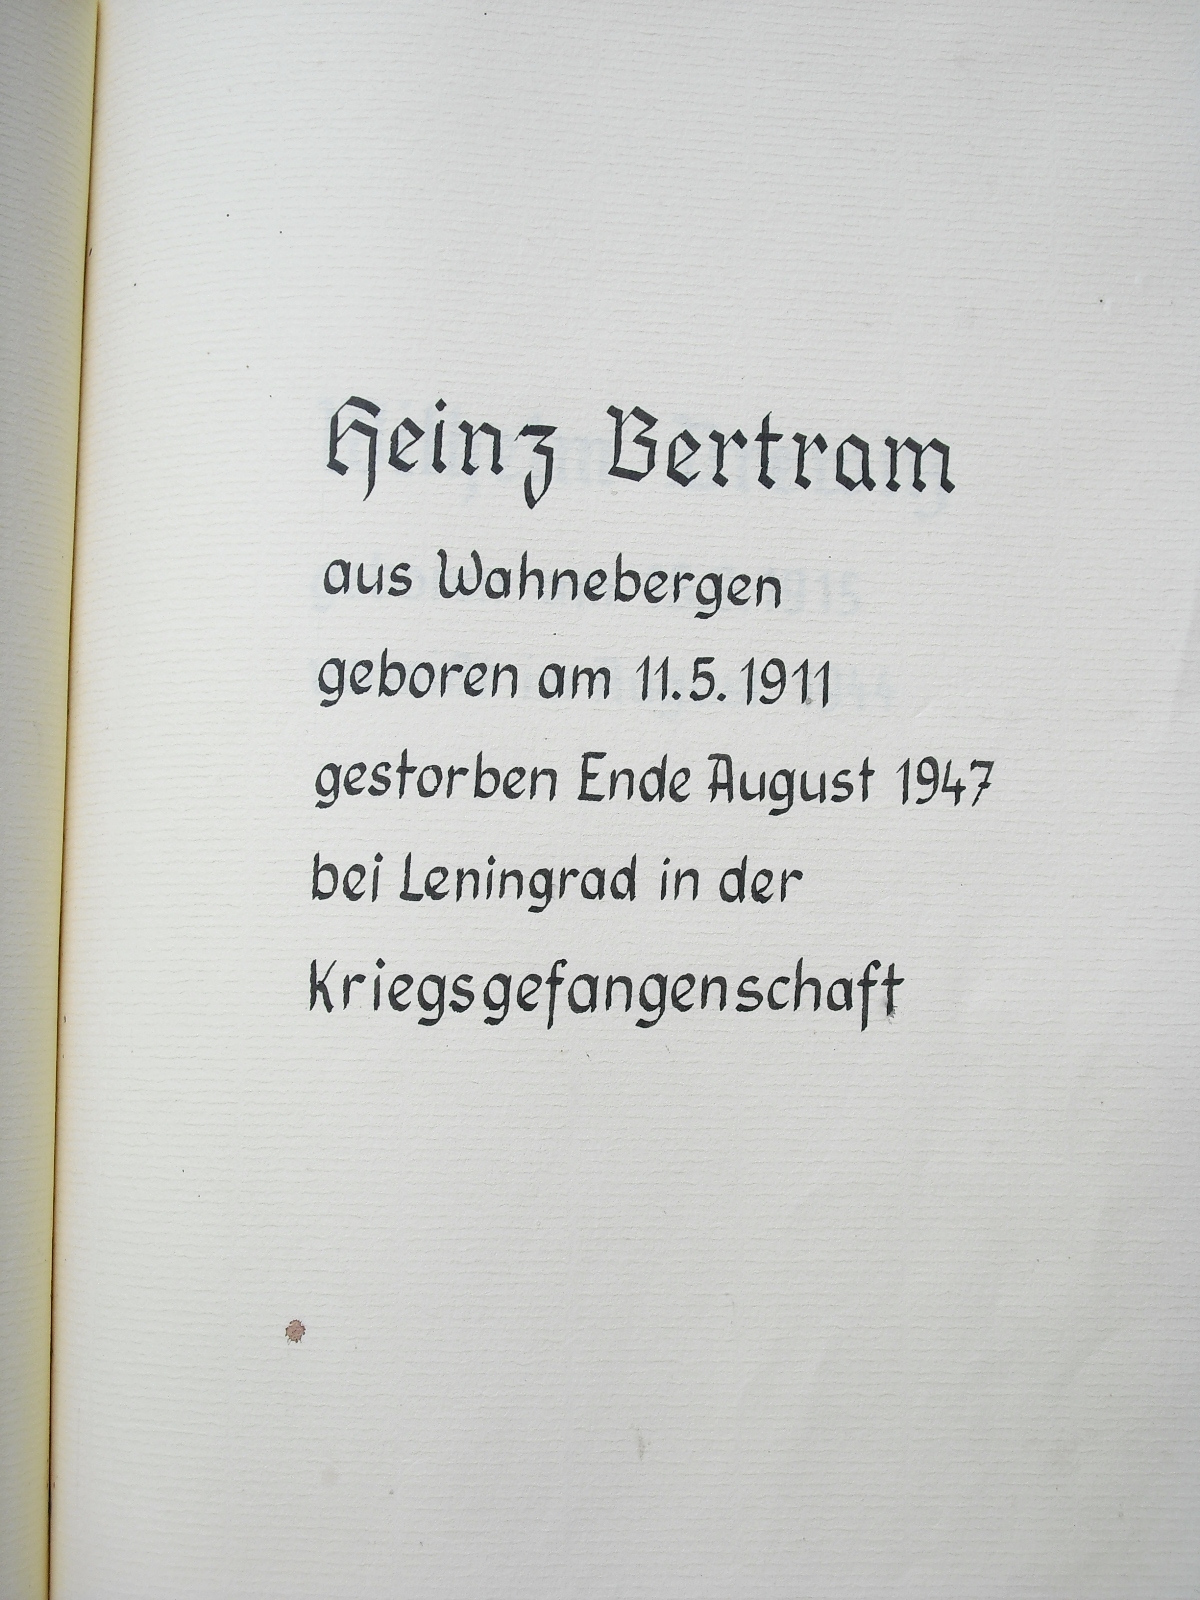 Heinz Bertram
aus Wahnebergen
geboren am 11.5.1911
gestorben Ende August 1947
bei Leningrad in der
Kriegsgefangenschaft